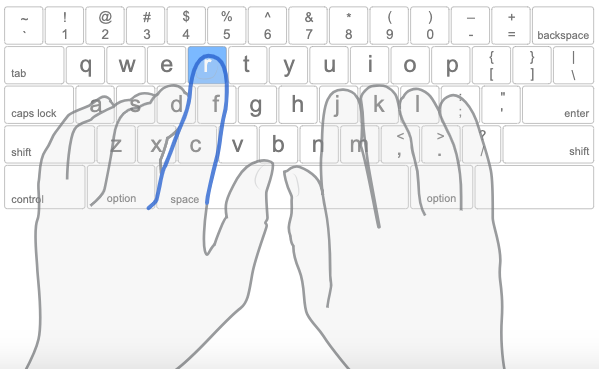 ~ ! @ # $ % ^ & * ( ) _ +
` 1 2 3 4 5 6 7 8 9 0 - = backspace
tab q w e r t y u i o p { [ } ] | \
caps lock a s d f g h j k l : ; " ' enter
shift z x c v b n m < , > . ? / shift
control option space option